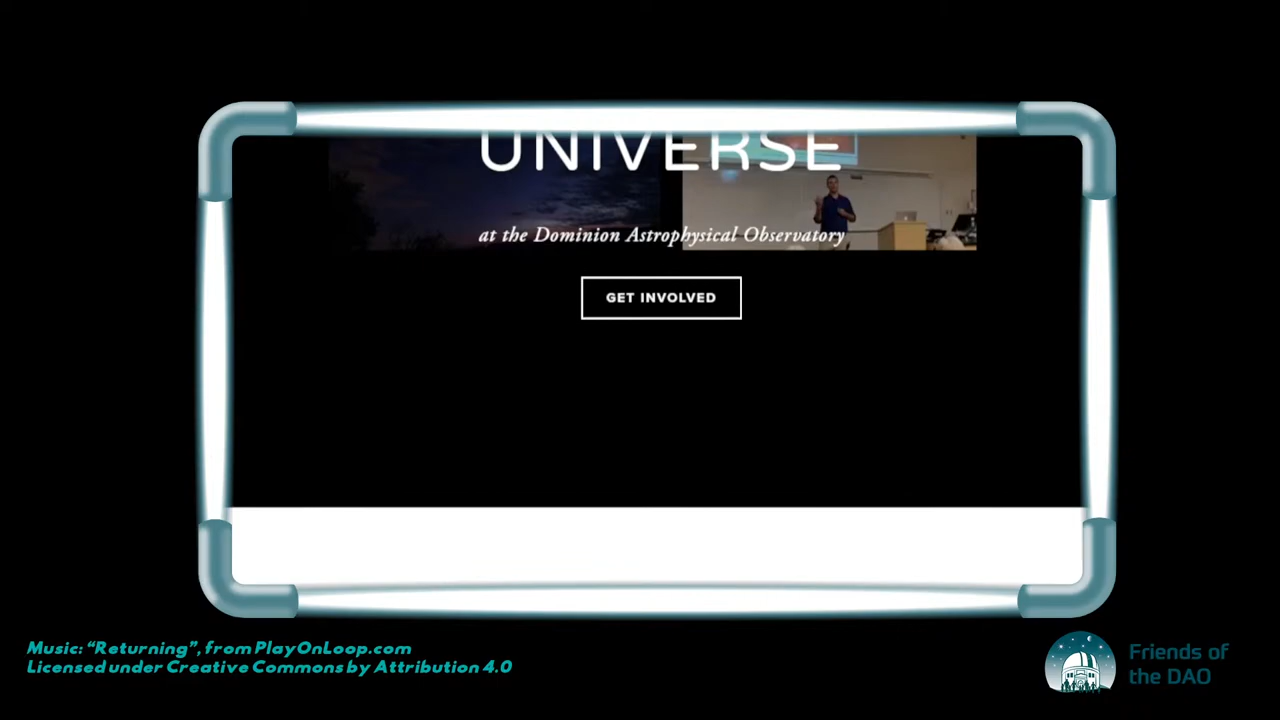 UNIVERSE
at the Dominion Astrophysical Observatory
GET INVOLVED
Music: “Returning”, from PlayOnLoop.com
Licensed under Creative Commons by Attribution 4.0
Friends of
the DAO